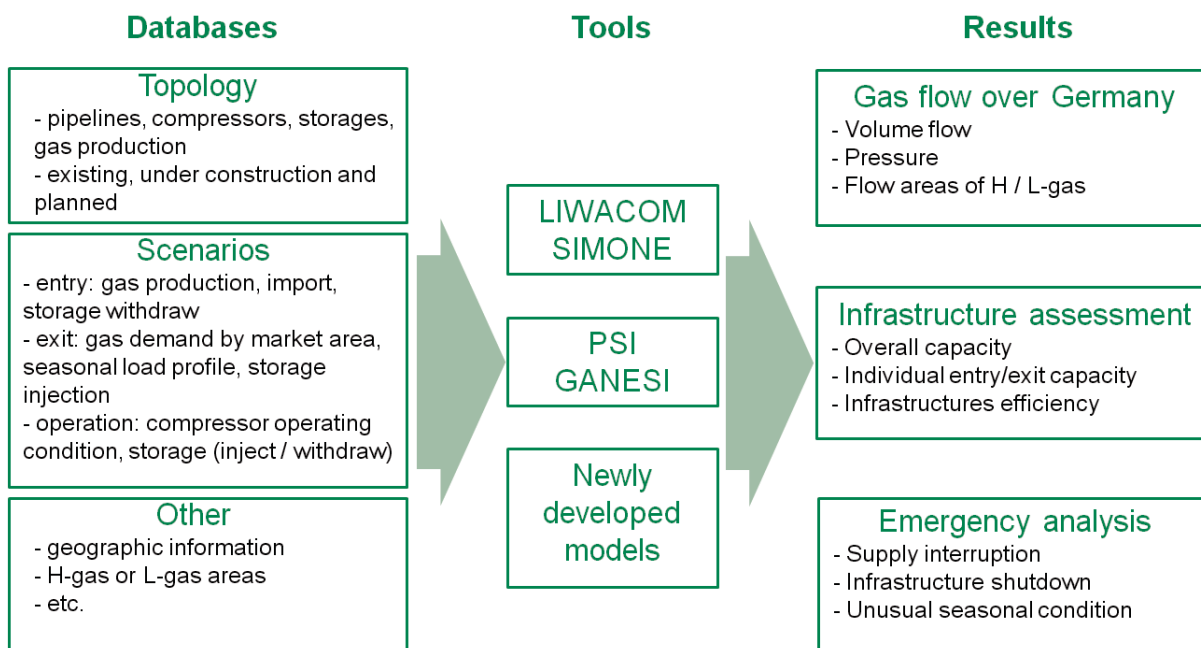 Databases
Topology
- pipelines, compressors, storages,
gas production
- existing, under construction and
planned
Scenarios
- entry: gas production, import,
storage withdraw
- exit: gas demand by market area,
seasonal load profile, storage
injection
- operation: compressor operating
condition, storage (inject / withdraw)
Other
- geographic information
- H-gas or L-gas areas
- etc.
Tools
LIWACOM
SIMONE
PSI
GANESI
Newly
developed
models
Results
Gas flow over Germany
- Volume flow
- Pressure
- Flow areas of H / L-gas
Infrastructure assessment
- Overall capacity
- Individual entry/exit capacity
- Infrastructures efficiency
Emergency analysis
- Supply interruption
- Infrastructure shutdown
- Unusual seasonal condition